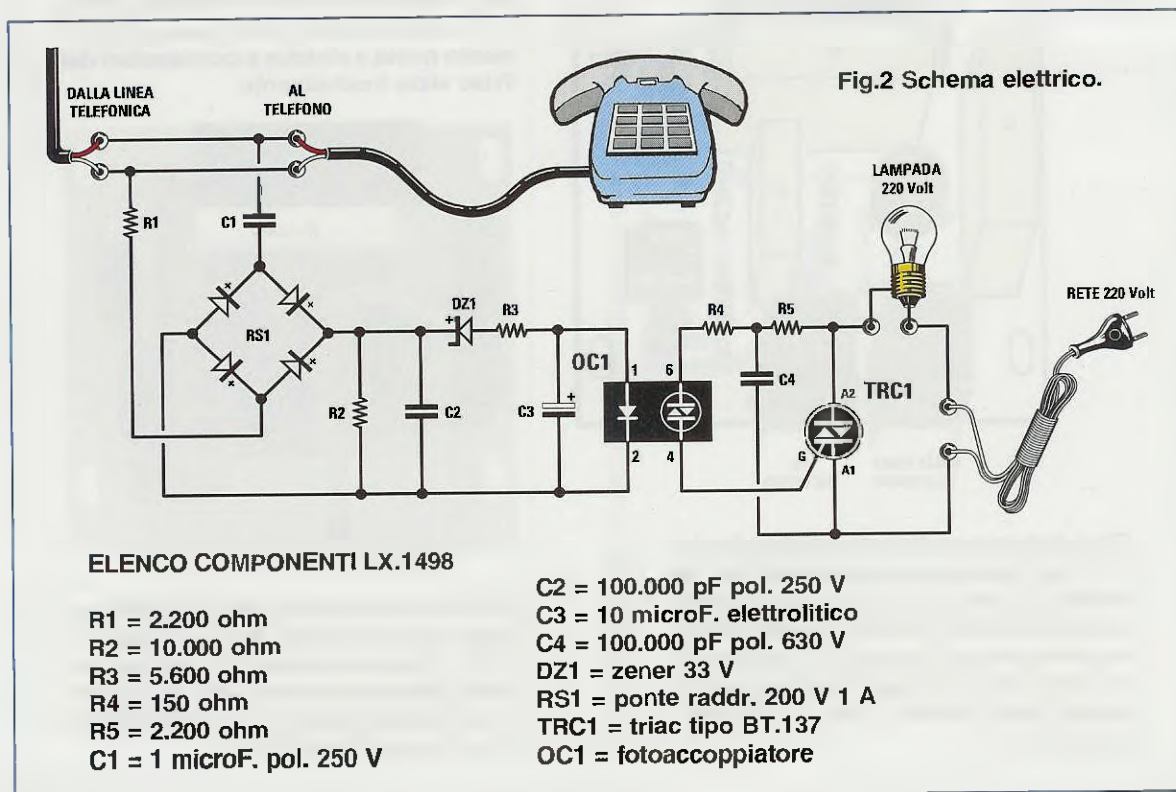 Fig.2 Schema elettrico.
DALLA LINEA
TELEFONICA
AL
TELEFONO
LAMPADA
220 Volt
RETE 220 Volt
R1
C1
RS1
DZ1
R3
OC1
R4
R5
R2
C2
C3
+
+
1
6
2
4
C4
A2
TRC1
G
A1
ELENCO COMPONENTI LX.1498
R1 = 2.200 ohm
R2 = 10.000 ohm
R3 = 5.600 ohm
R4 = 150 ohm
R5 = 2.200 ohm
C1 = 1 microF. pol. 250 V
C2 = 100.000 pF pol. 250 V
C3 = 10 microF. elettrolitico
C4 = 100.000 pF pol. 630 V
DZ1 = zener 33 V
RS1 = ponte raddr. 200 V 1 A
TRC1 = triac tipo BT.137
OC1 = fotoaccoppiatore